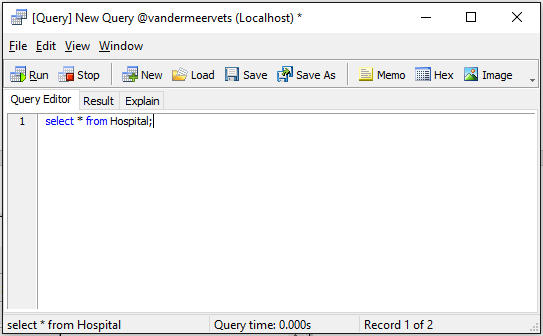 [Query] New Query @vandermeervets (Localhost) *
File Edit View Window
Run Stop New Load Save Save As Memo Hex Image
Query Editor Result Explain
1 select * from Hospital;
select * from Hospital Query time: 0.000s Record 1 of 2